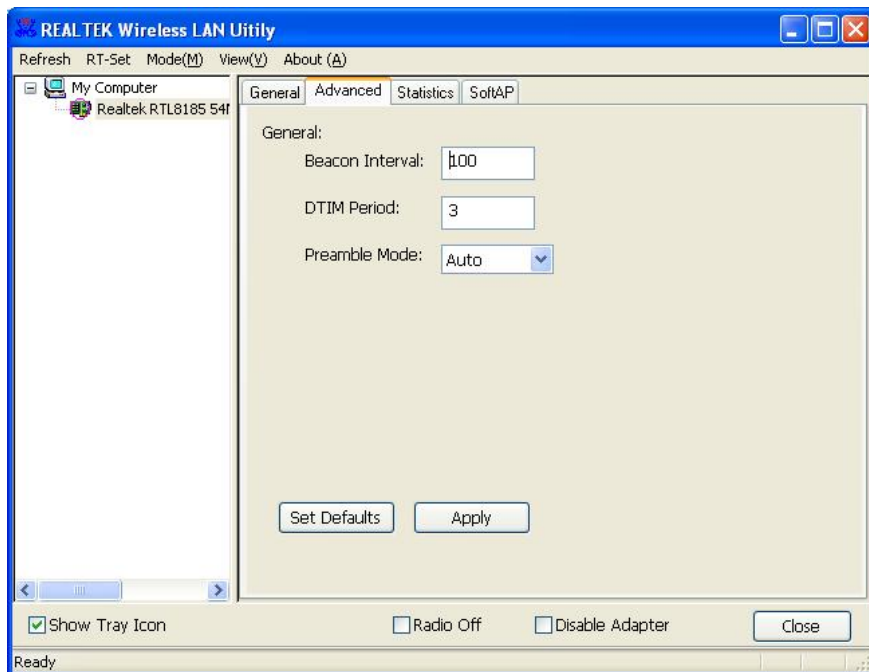 REALTEK Wireless LAN Uitily
Refresh RT-Set Mode(M) View(V) About (A)
My Computer
Realtek RTL8185 54M
General Advanced Statistics SoftAP
General:
Beacon Interval: 100
DTIM Period: 3
Preamble Mode: Auto
Set Defaults Apply
Show Tray Icon Radio Off Disable Adapter Close
Ready